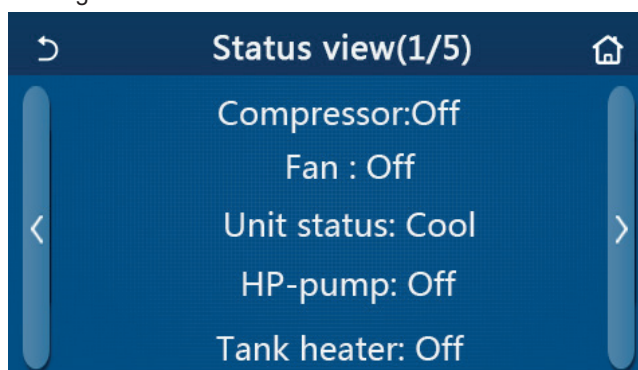 Status view(1/5)
Compressor:Off
Fan : Off
Unit status: Cool
HP-pump: Off
Tank heater: Off